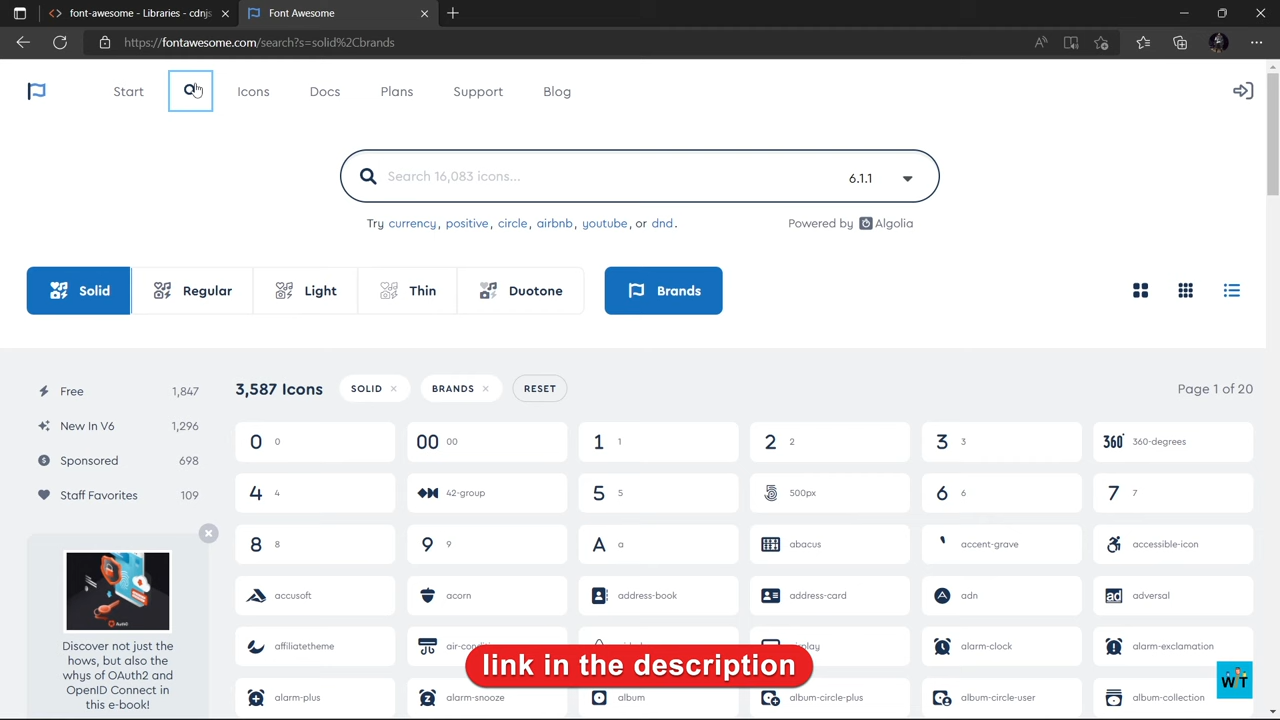 font-awesome - Libraries - cdnjs
Font Awesome
https://fontawesome.com/search?s=solid%2Cbrands
Start
Icons
Docs
Plans
Support
Blog
Search 16,083 icons...
6.1.1
Try currency, positive, circle, airbnb, youtube, or dnd.
Powered by Algolia
Solid
Regular
Light
Thin
Duotone
Brands
Free 1,847
New In V6 1,296
Sponsored 698
Staff Favorites 109
3,587 Icons
SOLID ×
BRANDS ×
RESET
Page 1 of 20
0 0
00 00
1 1
2 2
3 3
360° 360-degrees
4 4
42-group
5 5
500px
6 6
7 7
8 8
9 9
A a
abacus
accent-grave
accessible-icon
accusoft
acorn
address-book
address-card
adn
ad adversal
affiliatetheme
alarm-clock
alarm-exclamation
alarm-plus
alarm-snooze
album
album-circle-plus
album-circle-user
album-collection
Discover not just the
hows, but also the
whys of OAuth2 and
OpenID Connect in
this e-book!
link in the description
WT